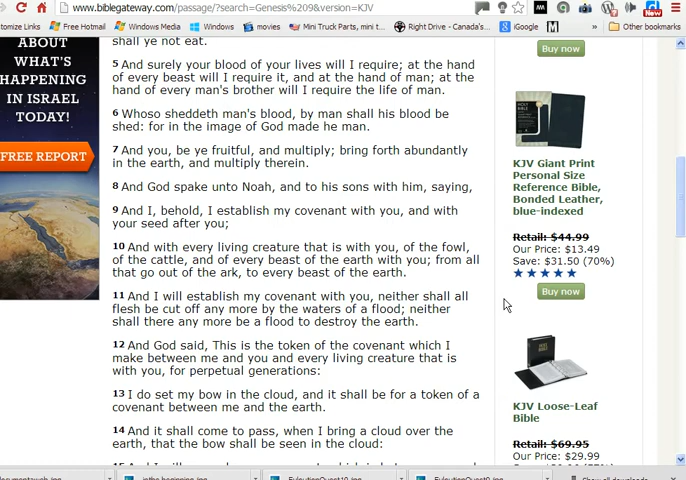 www.biblegateway.com/passage/?search=Genesis%209&version=KJV
tomize Links
Free Hotmail
Windows Media
Windows
movies
Mini Truck Parts, mini t...
Right Drive - Canada's...
iGoogle
Other bookmarks
ABOUT
WHAT'S
HAPPENING
IN ISRAEL
TODAY!
FREE REPORT
shall ye not eat.
5 And surely your blood of your lives will I require; at the hand
of every beast will I require it, and at the hand of man; at the
hand of every man's brother will I require the life of man.
6 Whoso sheddeth man's blood, by man shall his blood be
shed: for in the image of God made he man.
7 And you, be ye fruitful, and multiply; bring forth abundantly
in the earth, and multiply therein.
8 And God spake unto Noah, and to his sons with him, saying,
9 And I, behold, I establish my covenant with you, and with
your seed after you;
10 And with every living creature that is with you, of the fowl,
of the cattle, and of every beast of the earth with you; from all
that go out of the ark, to every beast of the earth.
11 And I will establish my covenant with you, neither shall all
flesh be cut off any more by the waters of a flood; neither
shall there any more be a flood to destroy the earth.
12 And God said, This is the token of the covenant which I
make between me and you and every living creature that is
with you, for perpetual generations:
13 I do set my bow in the cloud, and it shall be for a token of a
covenant between me and the earth.
14 And it shall come to pass, when I bring a cloud over the
earth, that the bow shall be seen in the cloud:
Buy now
KJV Giant Print
Personal Size
Reference Bible,
Bonded Leather,
blue-indexed
Retail: $44.99
Our Price: $13.49
Save: $31.50 (70%)
Buy now
KJV Loose-Leaf
Bible
Retail: $69.95
Our Price: $29.99